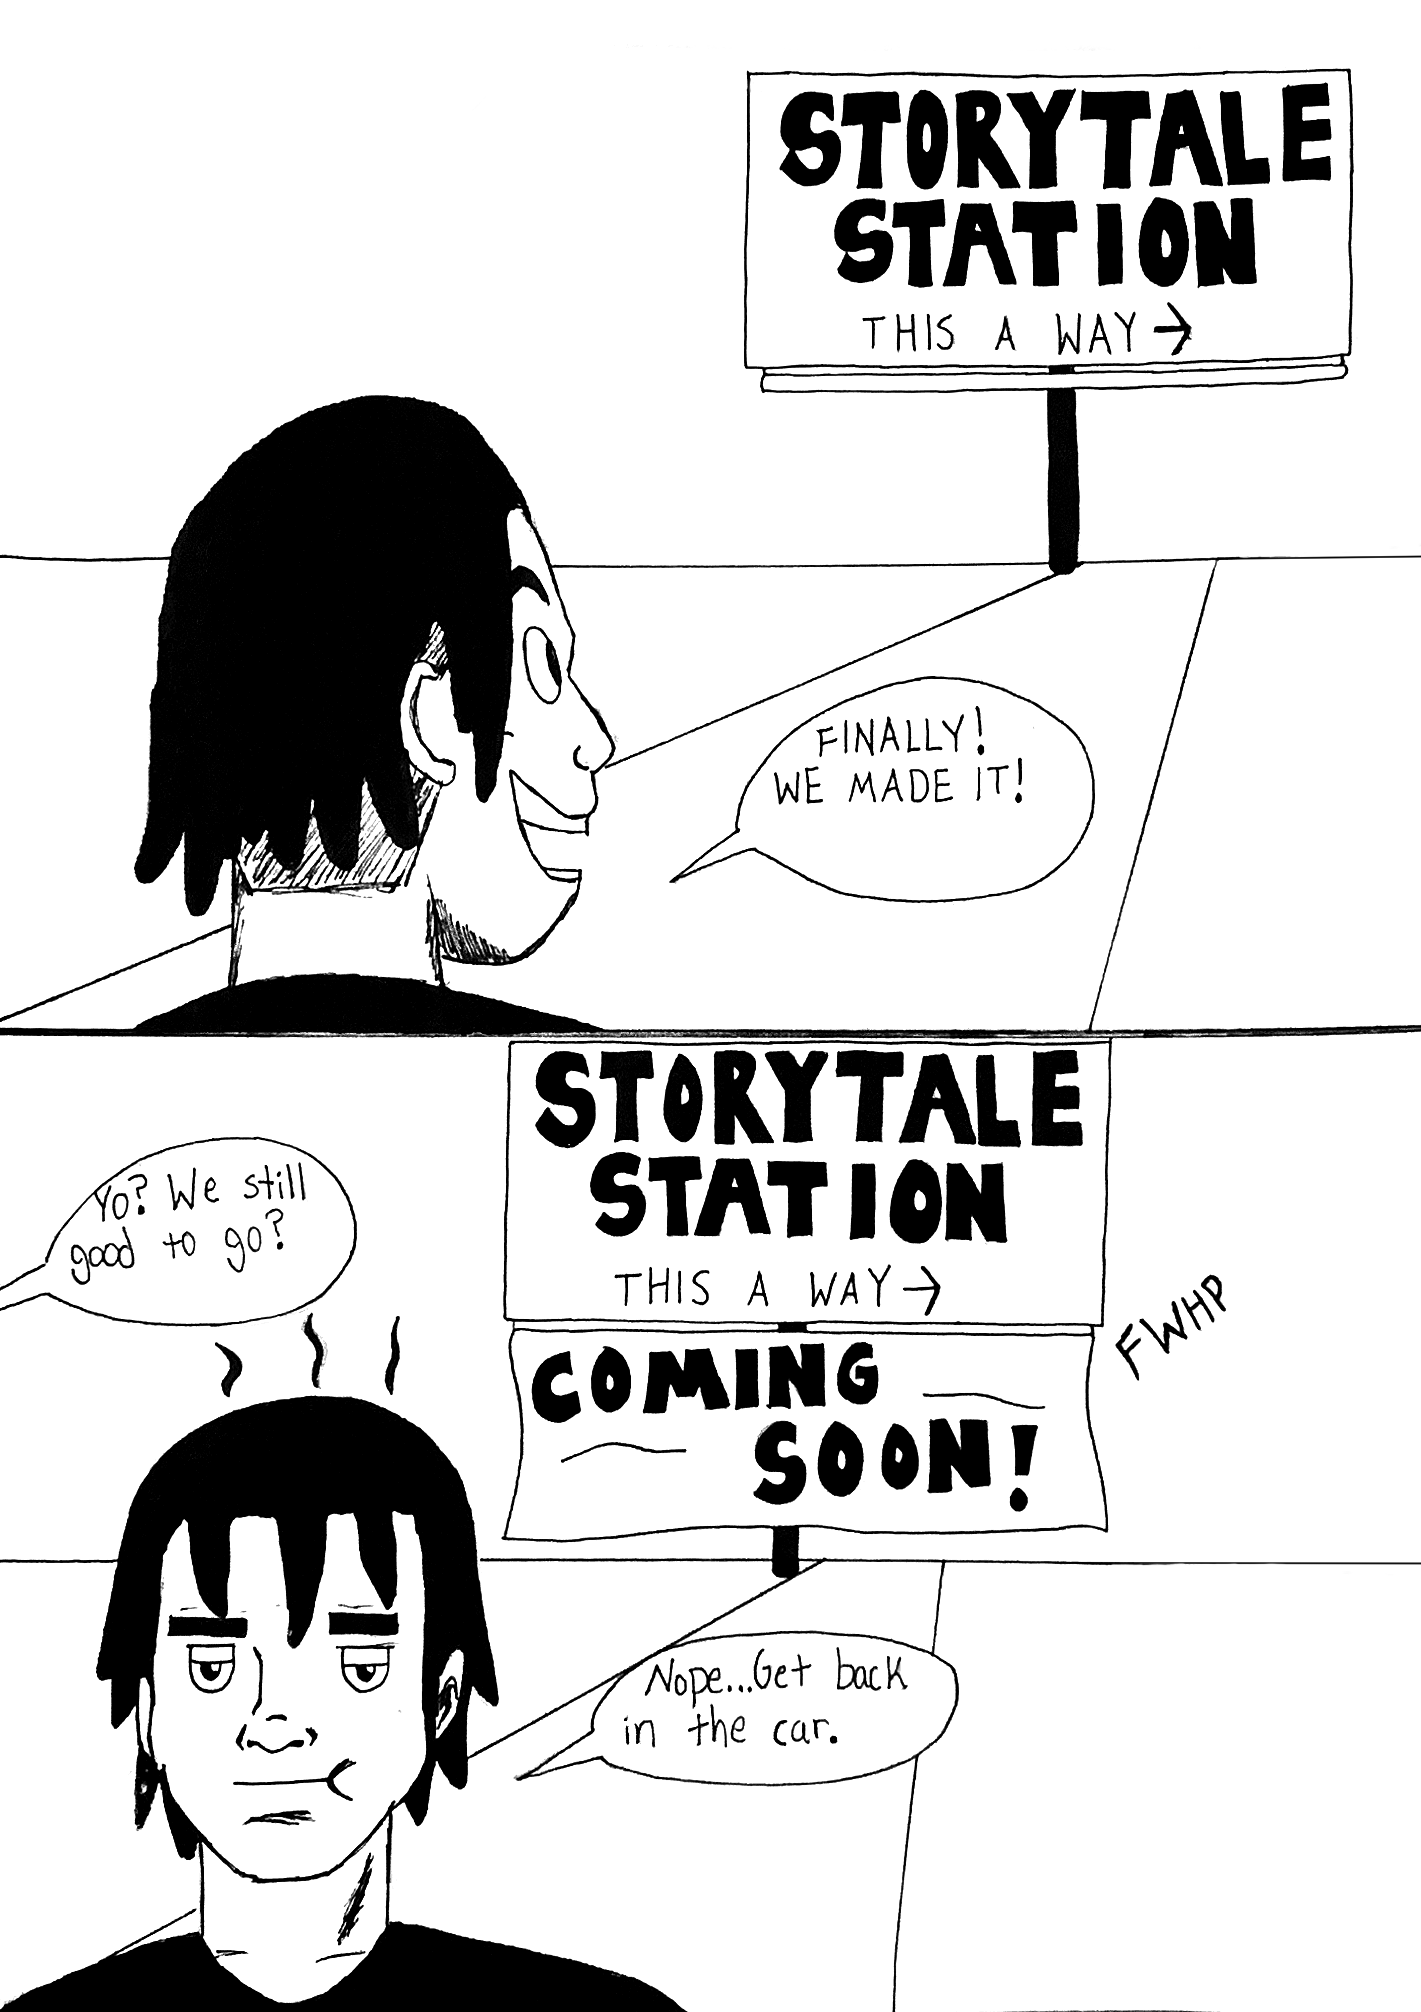 STORYTALE
STATION
THIS A WAY →
FINALLY!
WE MADE IT!
STORYTALE
STATION
THIS A WAY →
Yo? We still
good to go?
FWHP
COMING
SOON!
Nope...Get back
in the car.